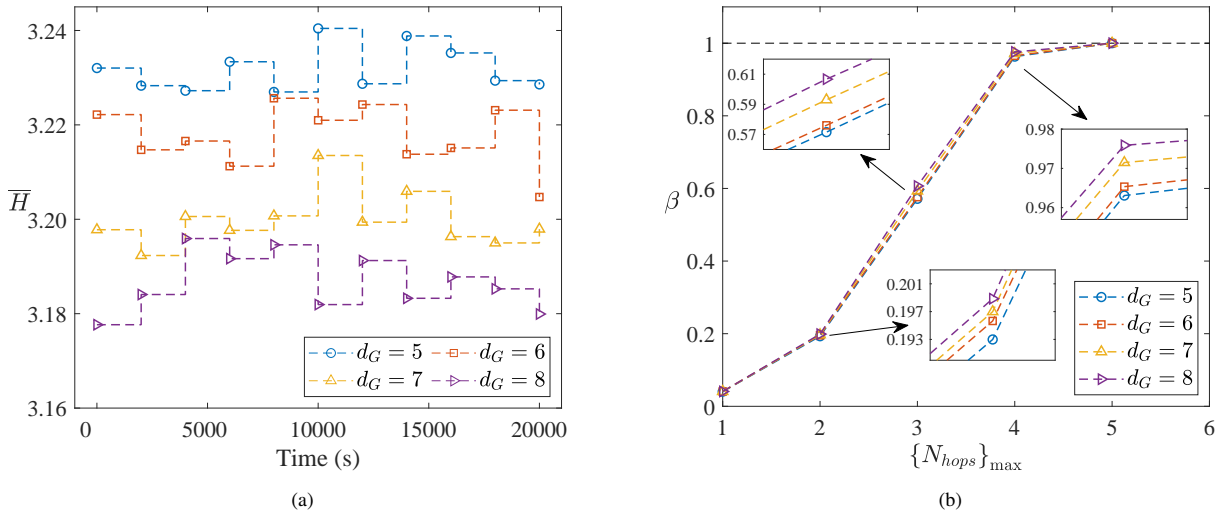 3.24
3.22
3.20
3.18
3.16
H
0
5000
10000
15000
20000
Time (s)
d_G = 5
d_G = 6
d_G = 7
d_G = 8
(a)
1
0.8
0.6
0.4
0.2
0
β
0.61
0.59
0.57
0.98
0.97
0.96
0.201
0.197
0.193
d_G = 5
d_G = 6
d_G = 7
d_G = 8
1
2
3
4
5
6
{N_hops}_max
(b)